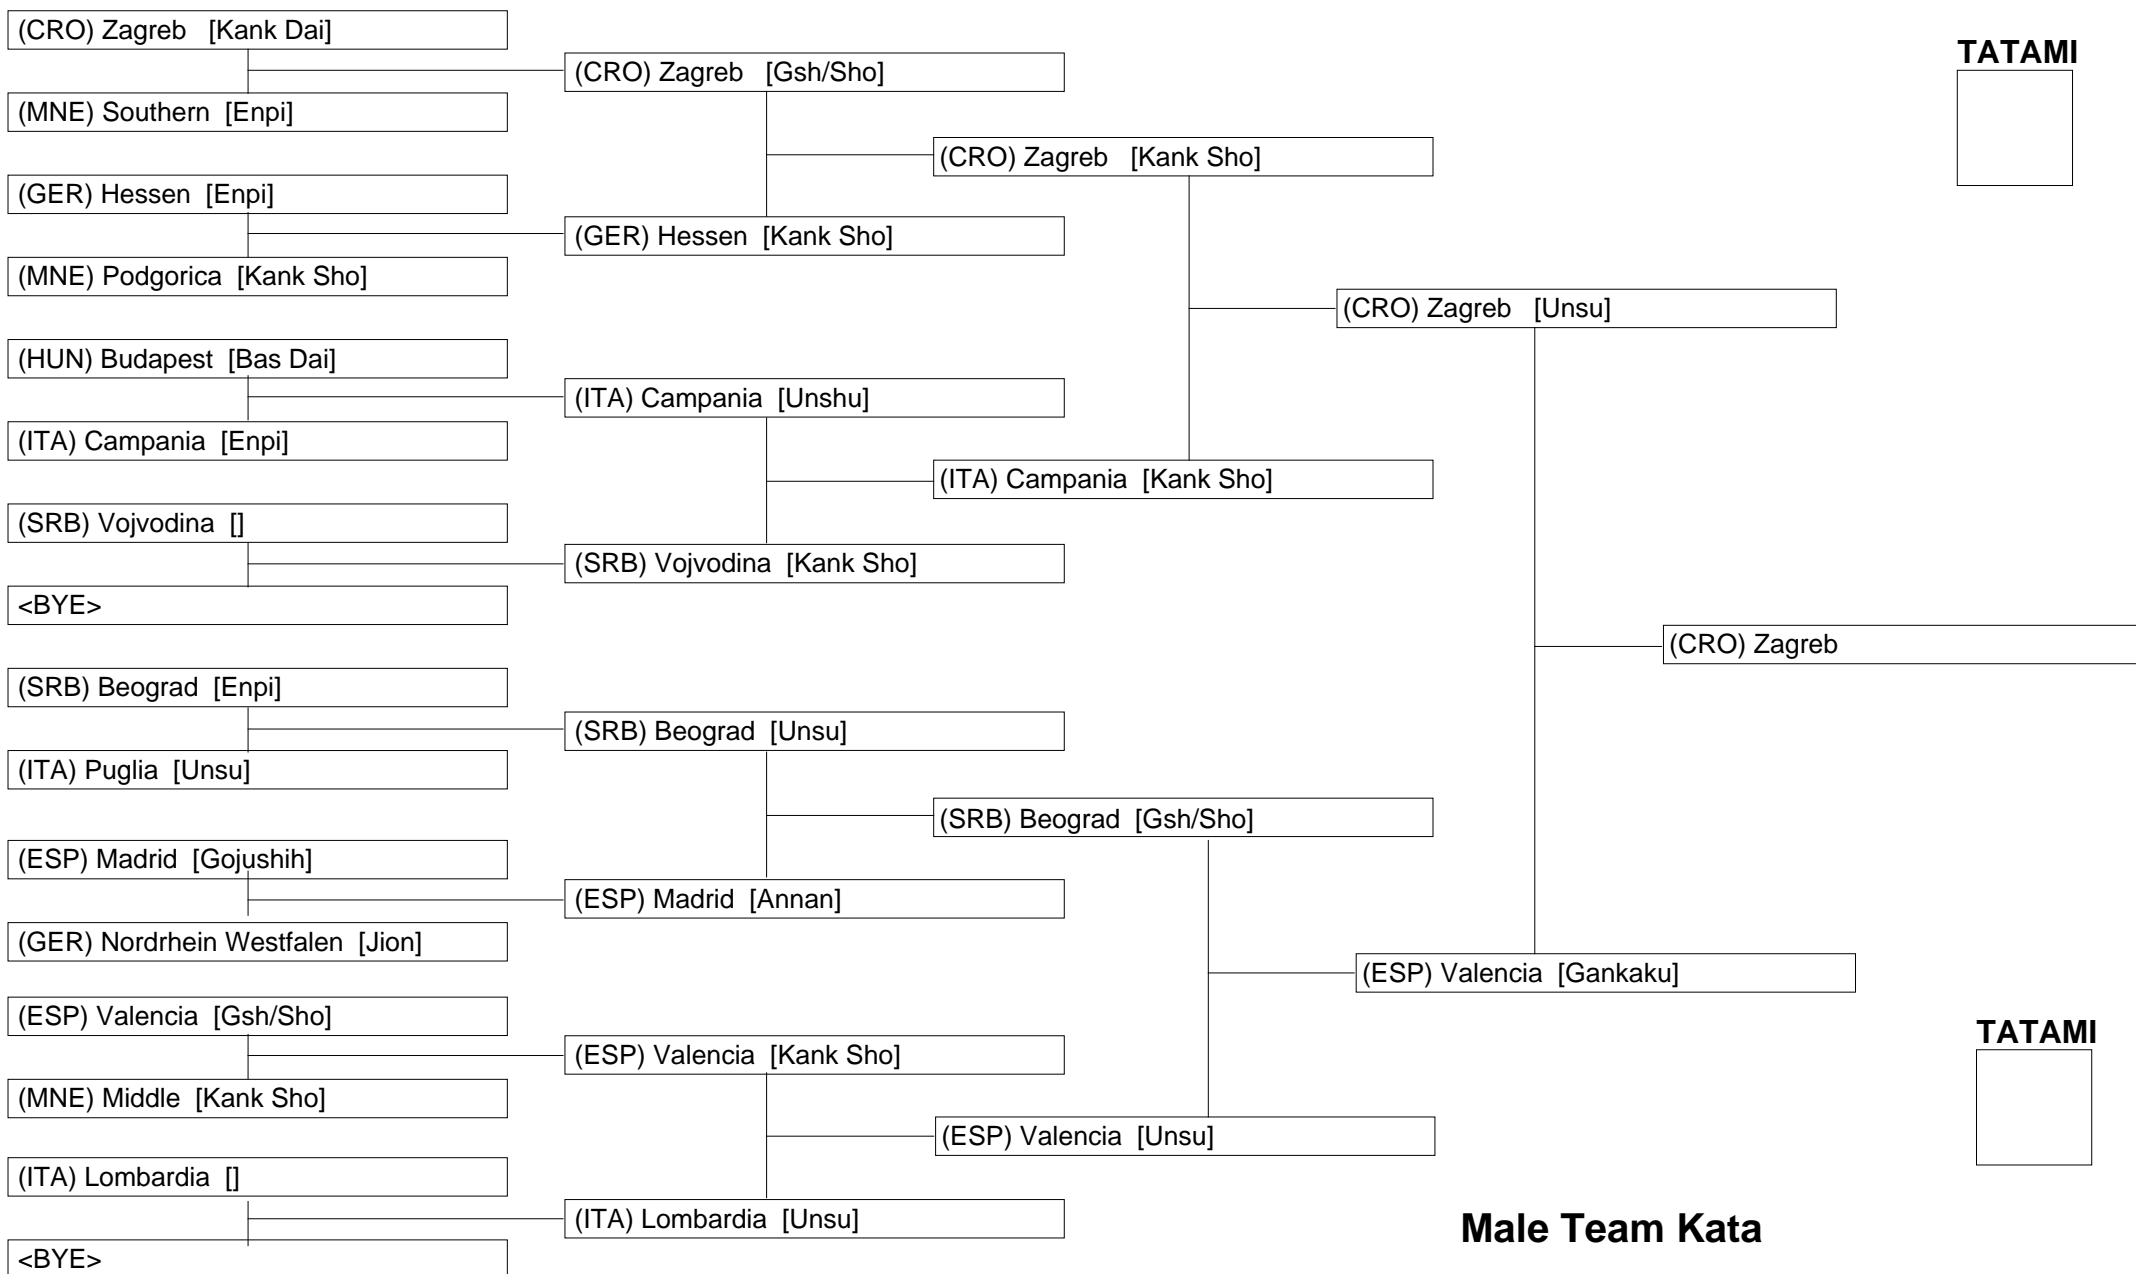 (CRO) Zagreb [Kank Dai]
(MNE) Southern [Enpi]
(GER) Hessen [Enpi]
(MNE) Podgorica [Kank Sho]
(HUN) Budapest [Bas Dai]
(ITA) Campania [Enpi]
(SRB) Vojvodina []
<BYE>
(SRB) Beograd [Enpi]
(ITA) Puglia [Unsu]
(ESP) Madrid [Gojushih]
(GER) Nordrhein Westfalen [Jion]
(ESP) Valencia [Gsh/Sho]
(MNE) Middle [Kank Sho]
(ITA) Lombardia []
<BYE>
(CRO) Zagreb [Gsh/Sho]
(GER) Hessen [Kank Sho]
(ITA) Campania [Unshu]
(SRB) Vojvodina [Kank Sho]
(SRB) Beograd [Unsu]
(ESP) Madrid [Annan]
(ESP) Valencia [Kank Sho]
(ITA) Lombardia [Unsu]
(CRO) Zagreb [Kank Sho]
(ITA) Campania [Kank Sho]
(SRB) Beograd [Gsh/Sho]
(ESP) Valencia [Unsu]
(CRO) Zagreb [Unsu]
(ESP) Valencia [Gankaku]
(CRO) Zagreb
TATAMI
TATAMI
Male Team Kata